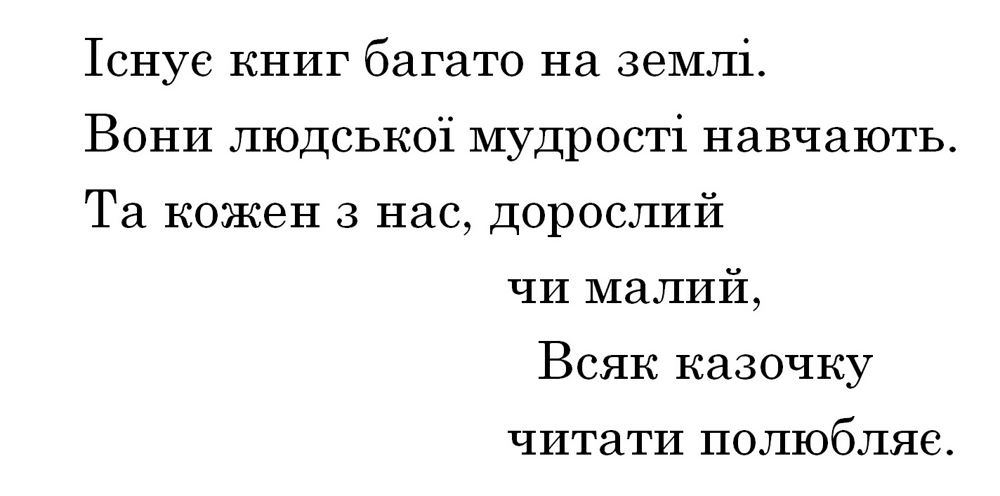 Існує книг багато на землі.
Вони людської мудрості навчають.
Та кожен з нас, дорослий
чи малий,
Всяк казочку
читати полюбляє.